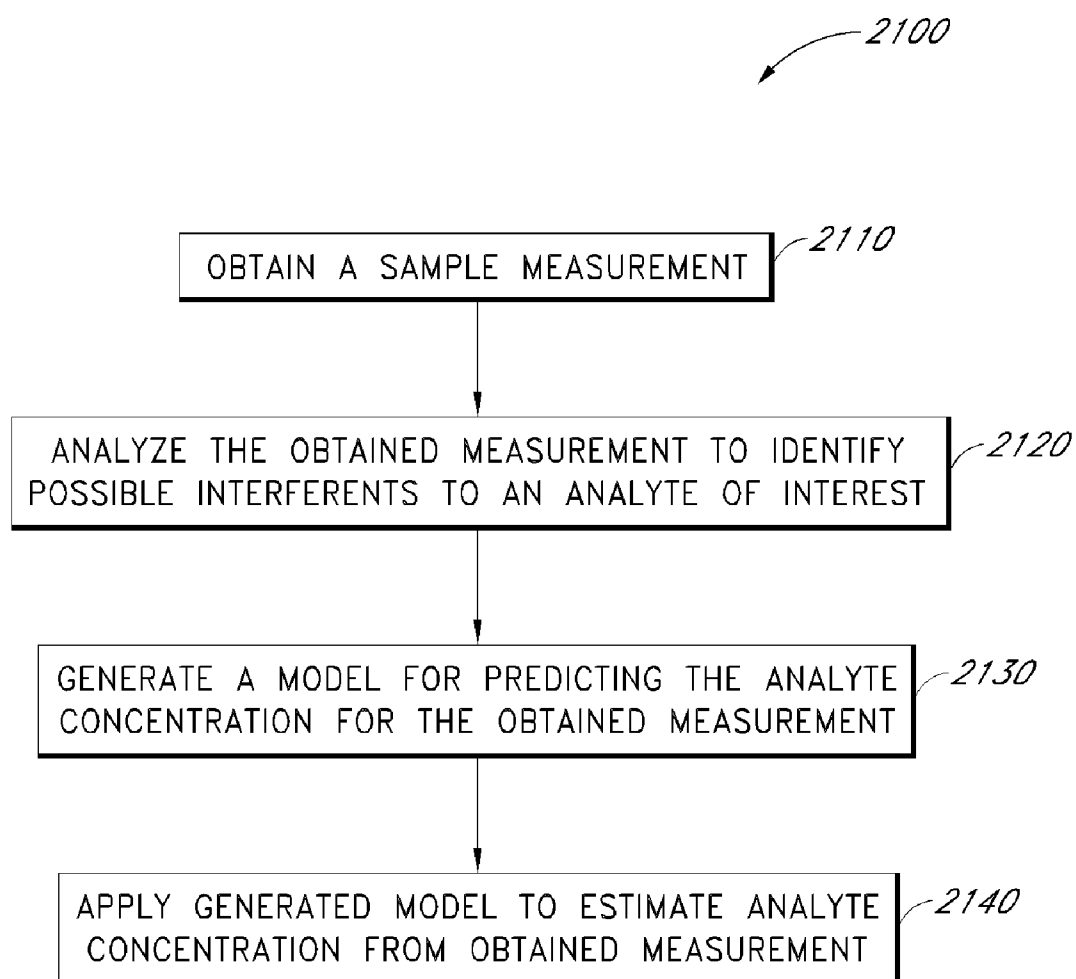 2100
OBTAIN A SAMPLE MEASUREMENT
2110
ANALYZE THE OBTAINED MEASUREMENT TO IDENTIFY
POSSIBLE INTERFERENTS TO AN ANALYTE OF INTEREST
2120
GENERATE A MODEL FOR PREDICTING THE ANALYTE
CONCENTRATION FOR THE OBTAINED MEASUREMENT
2130
APPLY GENERATED MODEL TO ESTIMATE ANALYTE
CONCENTRATION FROM OBTAINED MEASUREMENT
2140